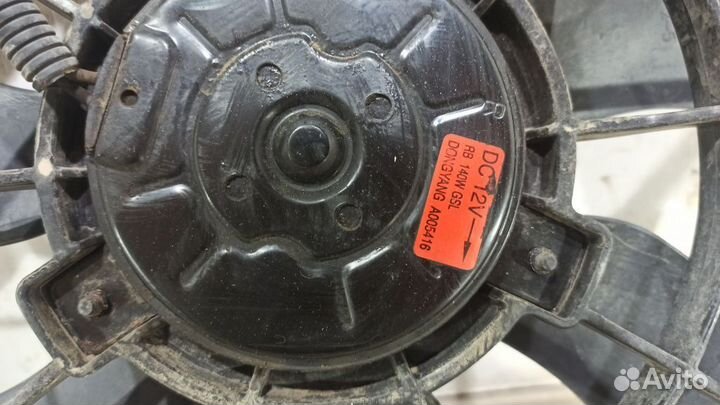 DC 12V →
RB 140W GSL
DONGYANG A005416
R
Avito